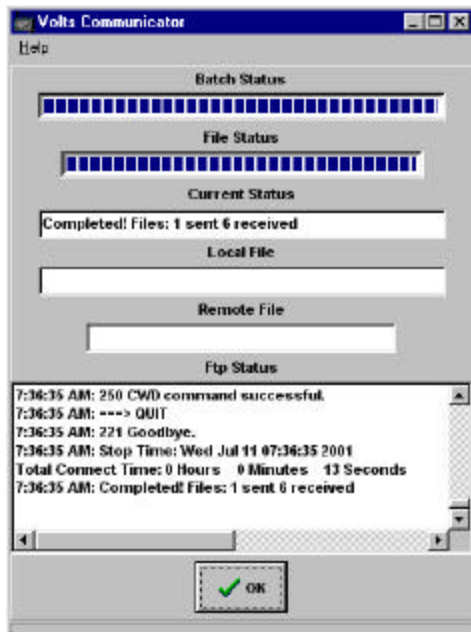 Volts Communicator
Help
Batch Status
File Status
Current Status
Completed! Files: 1 sent 6 received
Local File
Remote File
Ftp Status
7:36:35 AM: 250 CWD command successful.
7:36:35 AM: ===> QUIT
7:36:35 AM: 221 Goodbye.
7:36:35 AM: Stop Time: Wed Jul 11 07:36:35 2001
Total Connect Time: 0 Hours 0 Minutes 13 Seconds
7:36:35 AM: Completed! Files: 1 sent 6 received
OK